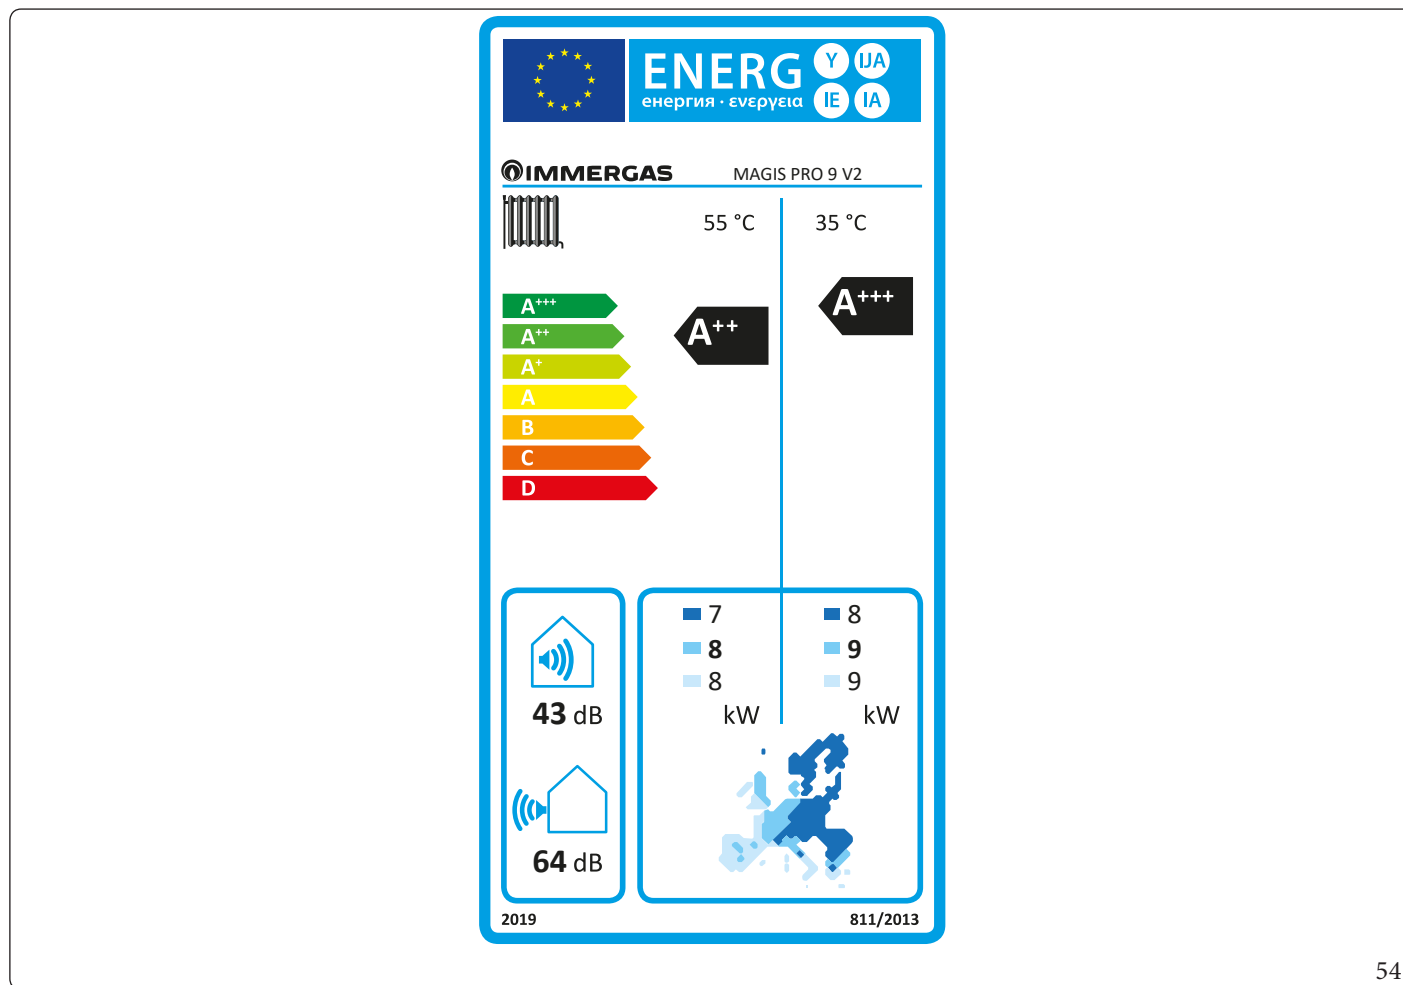 ENERG Y IJA
енергия · ενεργεια IE IA
IMMERGAS MAGIS PRO 9 V2
55 °C 35 °C
A+++
A++
A+
A
B
C
D
A++
A+++
7 8
8 9
8 9
kW kW
43 dB
64 dB
2019 811/2013
54